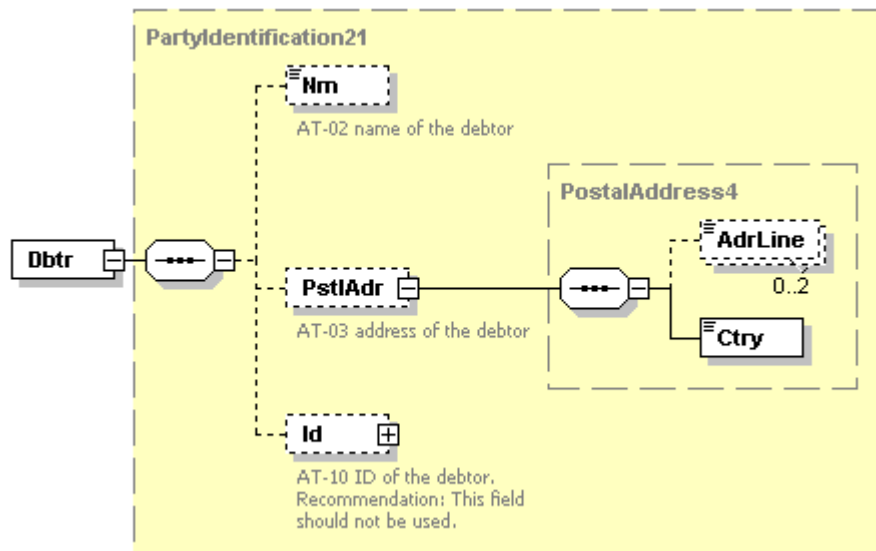 PartyIdentification21
Nm
AT-02 name of the debtor
PostalAddress4
AdrLine
0..2
Dbtr
PstlAdr
AT-03 address of the debtor
Ctry
Id
AT-10 ID of the debtor.
Recommendation: This field
should not be used.